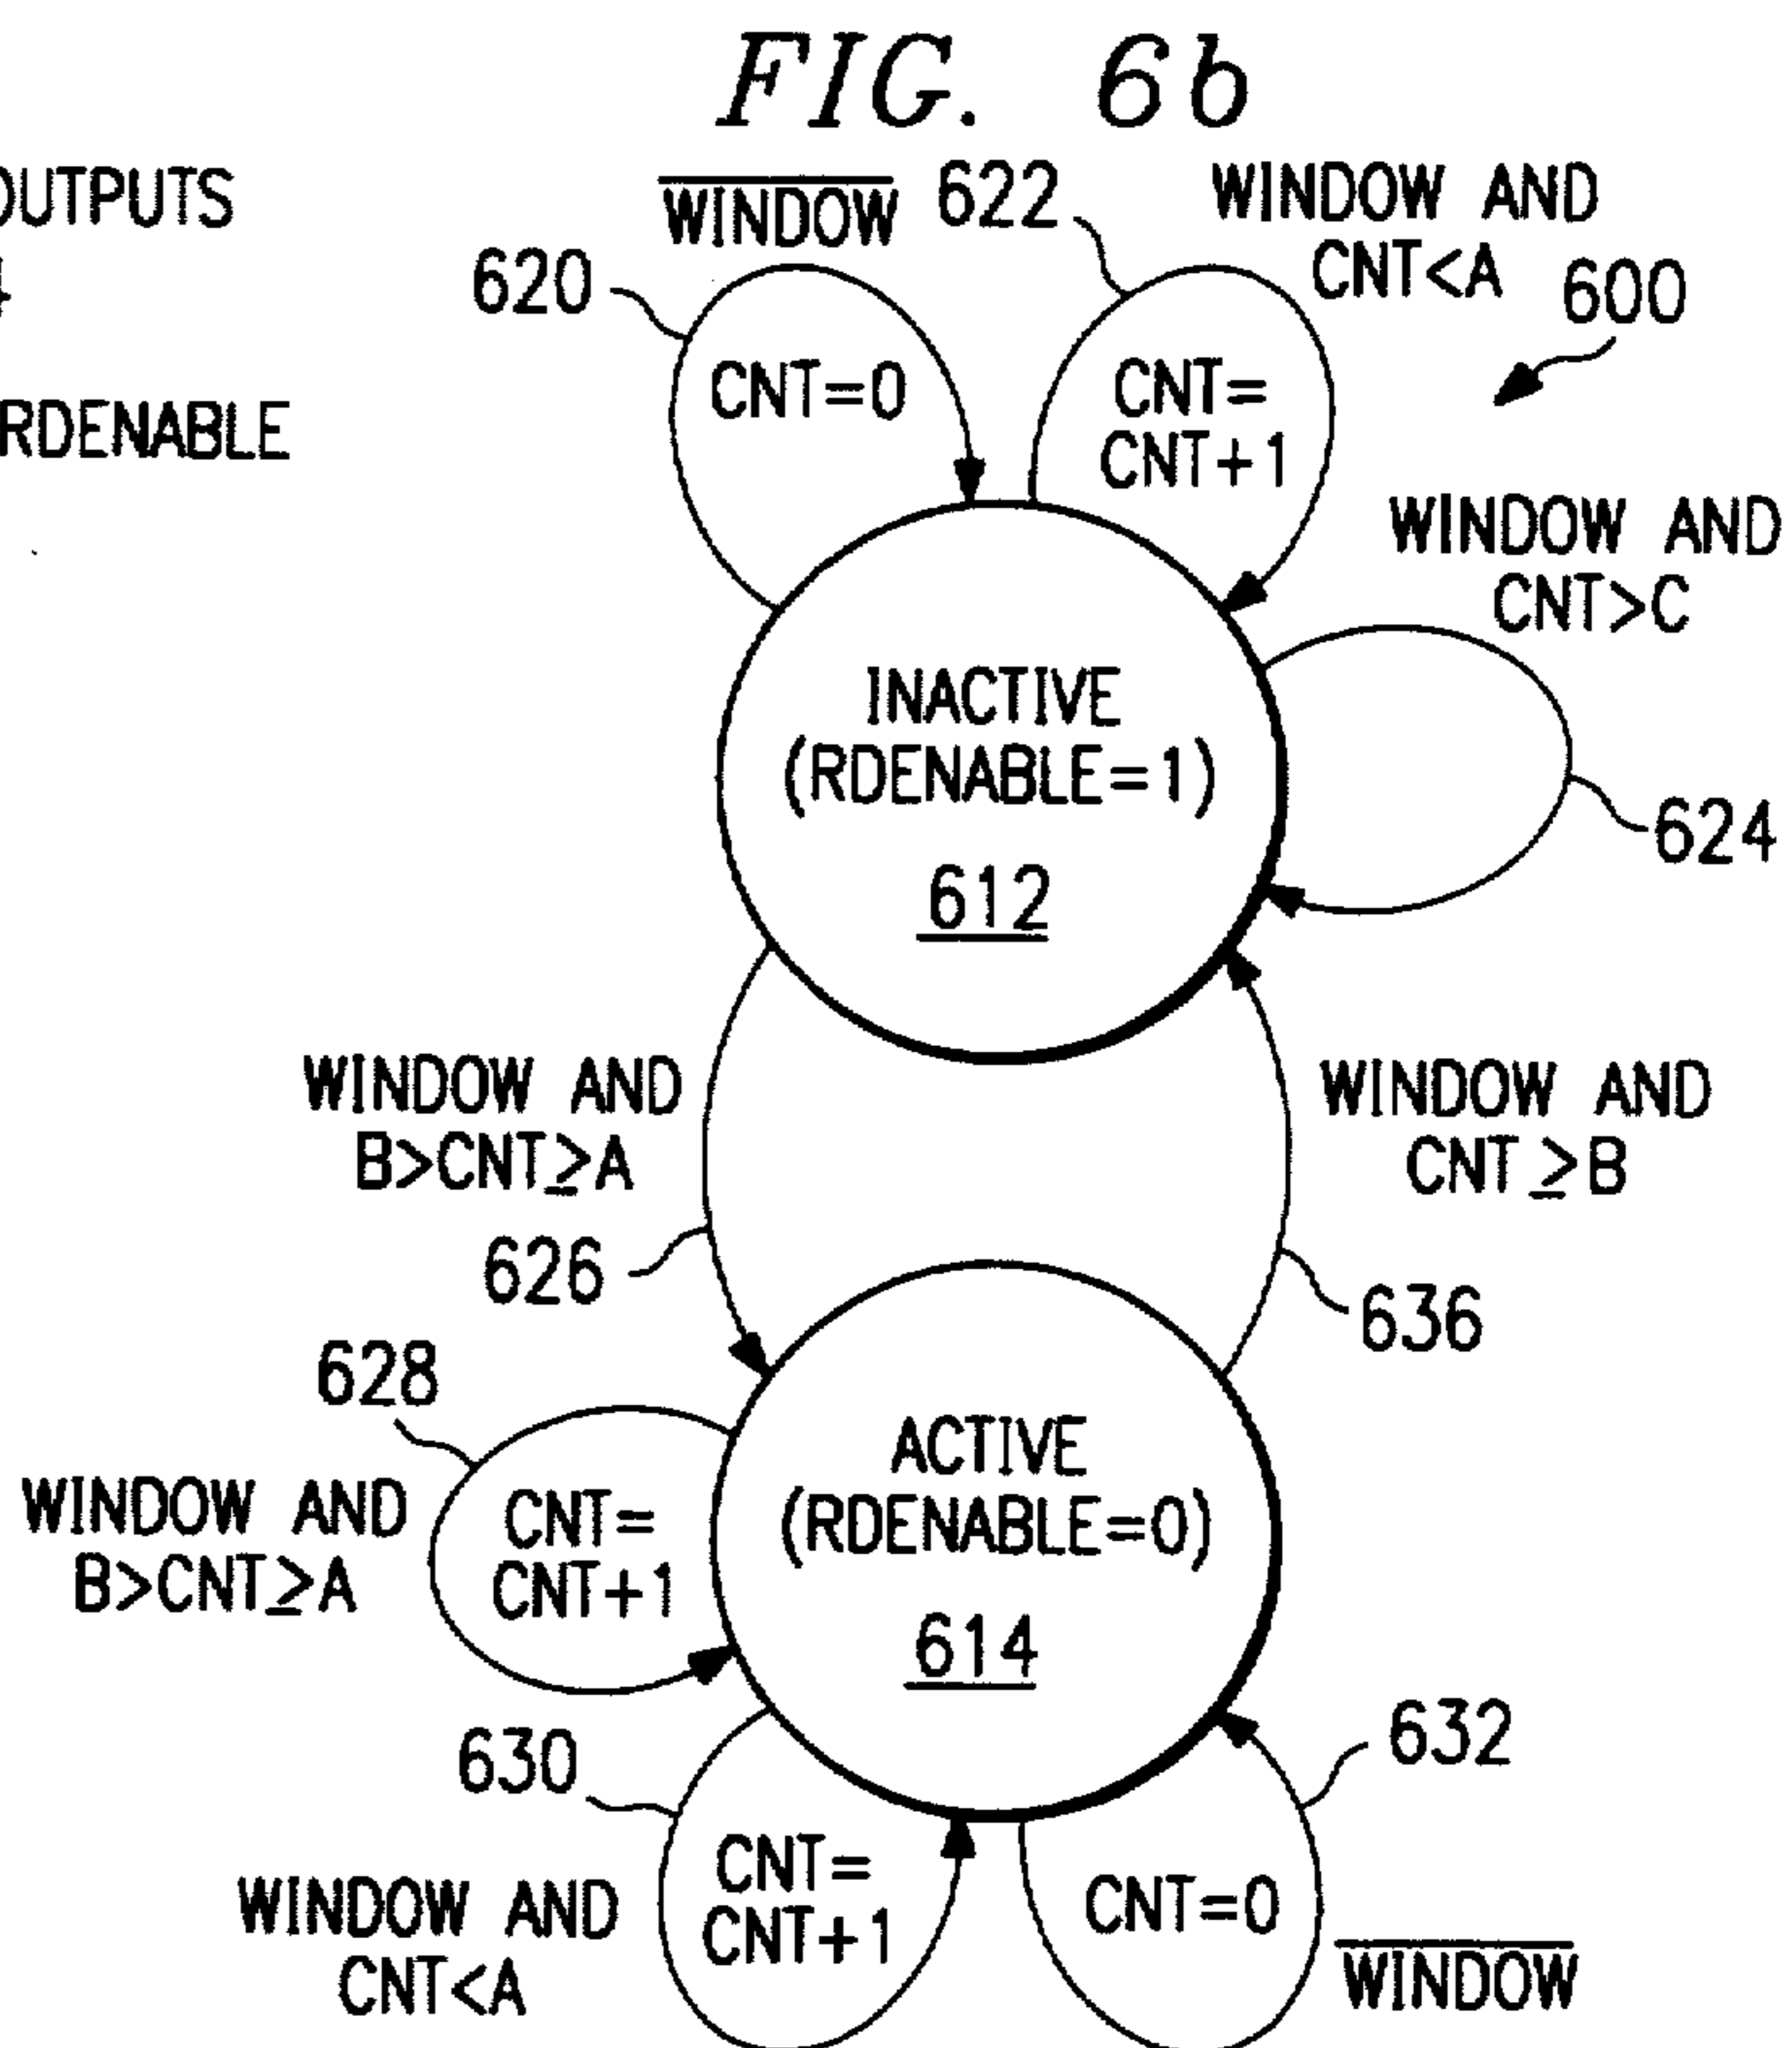 FIG. 6b
OUTPUTS
RDENABLE
WINDOW
620
CNT=0
622
WINDOW AND
CNT<A
600
CNT=
CNT+1
WINDOW AND
CNT>C
624
INACTIVE
(RDENABLE=1)
612
WINDOW AND
B>CNT≥A
626
WINDOW AND
CNT≥B
636
628
WINDOW AND
B>CNT≥A
CNT=
CNT+1
ACTIVE
(RDENABLE=0)
614
630
WINDOW AND
CNT<A
CNT=
CNT+1
632
CNT=0
WINDOW